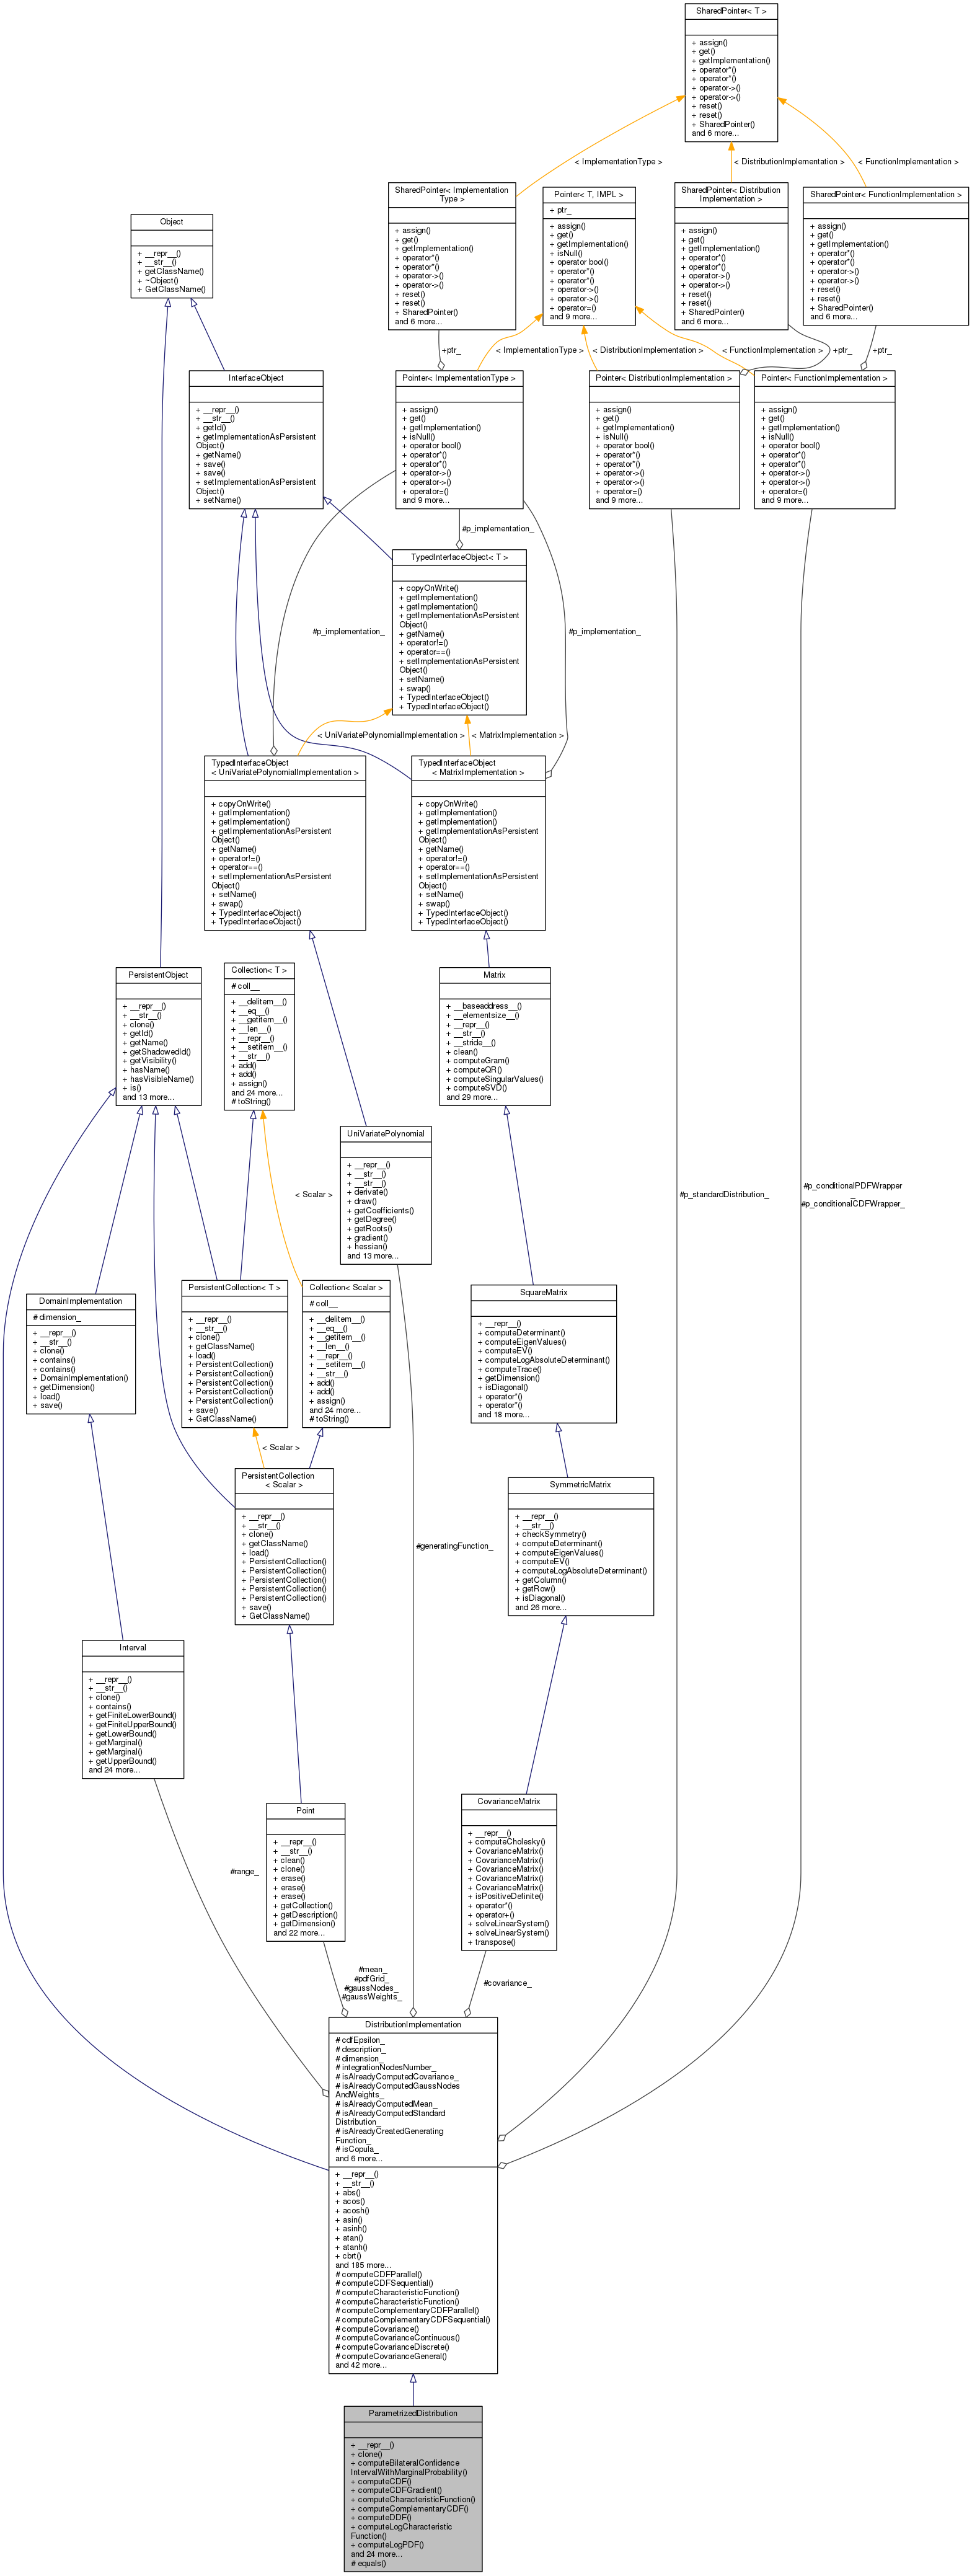 SharedPointer< T >
+ assign()
+ get()
+ getImplementation()
+ operator*()
+ operator*()
+ operator->()
+ operator->()
+ reset()
+ reset()
+ SharedPointer()
and 6 more...
< ImplementationType >
< DistributionImplementation >
< FunctionImplementation >
SharedPointer< Implementation
Type >
+ assign()
+ get()
+ getImplementation()
+ operator*()
+ operator*()
+ operator->()
+ operator->()
+ reset()
+ reset()
+ SharedPointer()
and 6 more...
Pointer< T, IMPL >
+ ptr_
+ assign()
+ get()
+ getImplementation()
+ isNull()
+ operator bool()
+ operator*()
+ operator*()
+ operator->()
+ operator->()
+ operator=()
and 9 more...
SharedPointer< Distribution
Implementation >
+ assign()
+ get()
+ getImplementation()
+ operator*()
+ operator*()
+ operator->()
+ operator->()
+ reset()
+ reset()
+ SharedPointer()
and 6 more...
SharedPointer< FunctionImplementation >
+ assign()
+ get()
+ getImplementation()
+ operator*()
+ operator*()
+ operator->()
+ operator->()
+ reset()
+ reset()
+ SharedPointer()
and 6 more...
Object
+ __repr__()
+ __str__()
+ getClassName()
+ ~Object()
+ GetClassName()
+ptr_
< ImplementationType >
< DistributionImplementation >
< FunctionImplementation >
+ptr_
+ptr_
InterfaceObject
+ __repr__()
+ __str__()
+ getId()
+ getImplementationAsPersistent
Object()
+ getName()
+ save()
+ save()
+ setImplementationAsPersistent
Object()
+ setName()
Pointer< ImplementationType >
+ assign()
+ get()
+ getImplementation()
+ isNull()
+ operator bool()
+ operator*()
+ operator*()
+ operator->()
+ operator->()
+ operator=()
and 9 more...
Pointer< DistributionImplementation >
+ assign()
+ get()
+ getImplementation()
+ isNull()
+ operator bool()
+ operator*()
+ operator*()
+ operator->()
+ operator->()
+ operator=()
and 9 more...
Pointer< FunctionImplementation >
+ assign()
+ get()
+ getImplementation()
+ isNull()
+ operator bool()
+ operator*()
+ operator*()
+ operator->()
+ operator->()
+ operator=()
and 9 more...
#p_implementation_
TypedInterfaceObject< T >
+ copyOnWrite()
+ getImplementation()
+ getImplementation()
+ getImplementationAsPersistent
Object()
+ getName()
+ operator!=()
+ operator==()
+ setImplementationAsPersistent
Object()
+ setName()
+ swap()
+ TypedInterfaceObject()
+ TypedInterfaceObject()
#p_implementation_
#p_implementation_
< UniVariatePolynomialImplementation >
< MatrixImplementation >
TypedInterfaceObject
< UniVariatePolynomialImplementation >
+ copyOnWrite()
+ getImplementation()
+ getImplementation()
+ getImplementationAsPersistent
Object()
+ getName()
+ operator!=()
+ operator==()
+ setImplementationAsPersistent
Object()
+ setName()
+ swap()
+ TypedInterfaceObject()
+ TypedInterfaceObject()
TypedInterfaceObject
< MatrixImplementation >
+ copyOnWrite()
+ getImplementation()
+ getImplementation()
+ getImplementationAsPersistent
Object()
+ getName()
+ operator!=()
+ operator==()
+ setImplementationAsPersistent
Object()
+ setName()
+ swap()
+ TypedInterfaceObject()
+ TypedInterfaceObject()
PersistentObject
+ __repr__()
+ __str__()
+ clone()
+ getId()
+ getName()
+ getShadowedId()
+ getVisibility()
+ hasName()
+ hasVisibleName()
+ is()
and 13 more...
Collection< T >
# coll__
+ __delitem__()
+ __eq__()
+ __getitem__()
+ __len__()
+ __repr__()
+ __setitem__()
+ __str__()
+ add()
+ add()
+ assign()
and 24 more...
# toString()
Matrix
+ __baseaddress__()
+ __elementsize__()
+ __repr__()
+ __str__()
+ __stride__()
+ clean()
+ computeGram()
+ computeQR()
+ computeSingularValues()
+ computeSVD()
and 29 more...
UniVariatePolynomial
+ __repr__()
+ __str__()
+ __str__()
+ derivate()
+ draw()
+ getCoefficients()
+ getDegree()
+ getRoots()
+ gradient()
+ hessian()
and 13 more...
< Scalar >
#p_standardDistribution_
#p_conditionalPDFWrapper
_
#p_conditionalCDFWrapper_
DomainImplementation
# dimension_
+ __repr__()
+ __str__()
+ clone()
+ contains()
+ contains()
+ DomainImplementation()
+ getDimension()
+ load()
+ save()
PersistentCollection< T >
+ __repr__()
+ __str__()
+ clone()
+ getClassName()
+ load()
+ PersistentCollection()
+ PersistentCollection()
+ PersistentCollection()
+ PersistentCollection()
+ PersistentCollection()
+ save()
+ GetClassName()
Collection< Scalar >
# coll__
+ __delitem__()
+ __eq__()
+ __getitem__()
+ __len__()
+ __repr__()
+ __setitem__()
+ __str__()
+ add()
+ add()
+ assign()
and 24 more...
# toString()
SquareMatrix
+ __repr__()
+ computeDeterminant()
+ computeEigenValues()
+ computeEV()
+ computeLogAbsoluteDeterminant()
+ computeTrace()
+ getDimension()
+ isDiagonal()
+ operator*()
+ operator*()
and 18 more...
< Scalar >
PersistentCollection
< Scalar >
+ __repr__()
+ __str__()
+ clone()
+ getClassName()
+ load()
+ PersistentCollection()
+ PersistentCollection()
+ PersistentCollection()
+ PersistentCollection()
+ PersistentCollection()
+ save()
+ GetClassName()
#generatingFunction_
SymmetricMatrix
+ __repr__()
+ __str__()
+ checkSymmetry()
+ computeDeterminant()
+ computeEigenValues()
+ computeEV()
+ computeLogAbsoluteDeterminant()
+ getColumn()
+ getRow()
+ isDiagonal()
and 26 more...
Interval
+ __repr__()
+ __str__()
+ clone()
+ contains()
+ getFiniteLowerBound()
+ getFiniteUpperBound()
+ getLowerBound()
+ getMarginal()
+ getMarginal()
+ getUpperBound()
and 24 more...
Point
+ __repr__()
+ __str__()
+ clean()
+ clone()
+ erase()
+ erase()
+ erase()
+ getCollection()
+ getDescription()
+ getDimension()
and 22 more...
CovarianceMatrix
+ __repr__()
+ computeCholesky()
+ CovarianceMatrix()
+ CovarianceMatrix()
+ CovarianceMatrix()
+ CovarianceMatrix()
+ CovarianceMatrix()
+ isPositiveDefinite()
+ operator*()
+ operator+()
+ solveLinearSystem()
+ solveLinearSystem()
+ transpose()
#range_
#mean_
#pdfGrid_
#gaussNodes_
#gaussWeights_
#covariance_
DistributionImplementation
# cdfEpsilon_
# description_
# dimension_
# integrationNodesNumber_
# isAlreadyComputedCovariance_
# isAlreadyComputedGaussNodes
AndWeights_
# isAlreadyComputedMean_
# isAlreadyComputedStandard
Distribution_
# isAlreadyCreatedGenerating
Function_
# isCopula_
and 6 more...
+ __repr__()
+ __str__()
+ abs()
+ acos()
+ acosh()
+ asin()
+ asinh()
+ atan()
+ atanh()
+ cbrt()
and 185 more...
# computeCDFParallel()
# computeCDFSequential()
# computeCharacteristicFunction()
# computeCharacteristicFunction()
# computeComplementaryCDFParallel()
# computeComplementaryCDFSequential()
# computeCovariance()
# computeCovarianceContinuous()
# computeCovarianceDiscrete()
# computeCovarianceGeneral()
and 42 more...
ParametrizedDistribution
+ __repr__()
+ clone()
+ computeBilateralConfidence
IntervalWithMarginalProbability()
+ computeCDF()
+ computeCDFGradient()
+ computeCharacteristicFunction()
+ computeComplementaryCDF()
+ computeDDF()
+ computeLogCharacteristic
Function()
+ computeLogPDF()
and 24 more...
# equals()